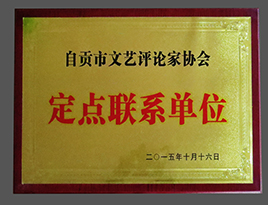 自贡市文艺评论家协会
定点联系单位
二〇一五年十月十六日